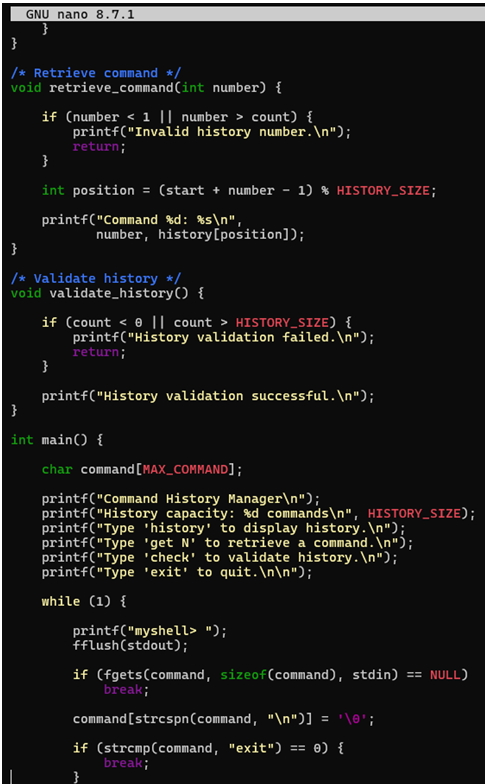 GNU nano 8.7.1
    }
}
/* Retrieve command */
void retrieve_command(int number) {
    if (number < 1 || number > count) {
        printf("Invalid history number.\n");
        return;
    }
    int position = (start + number - 1) % HISTORY_SIZE;
    printf("Command %d: %s\n",
           number, history[position]);
}
/* Validate history */
void validate_history() {
    if (count < 0 || count > HISTORY_SIZE) {
        printf("History validation failed.\n");
        return;
    }
    printf("History validation successful.\n");
}
int main() {
    char command[MAX_COMMAND];
    printf("Command History Manager\n");
    printf("History capacity: %d commands\n", HISTORY_SIZE);
    printf("Type 'history' to display history.\n");
    printf("Type 'get N' to retrieve a command.\n");
    printf("Type 'check' to validate history.\n");
    printf("Type 'exit' to quit.\n\n");
    while (1) {
        printf("myshell> ");
        fflush(stdout);
        if (fgets(command, sizeof(command), stdin) == NULL)
            break;
        command[strcspn(command, "\n")] = '\0';
        if (strcmp(command, "exit") == 0) {
            break;
        }